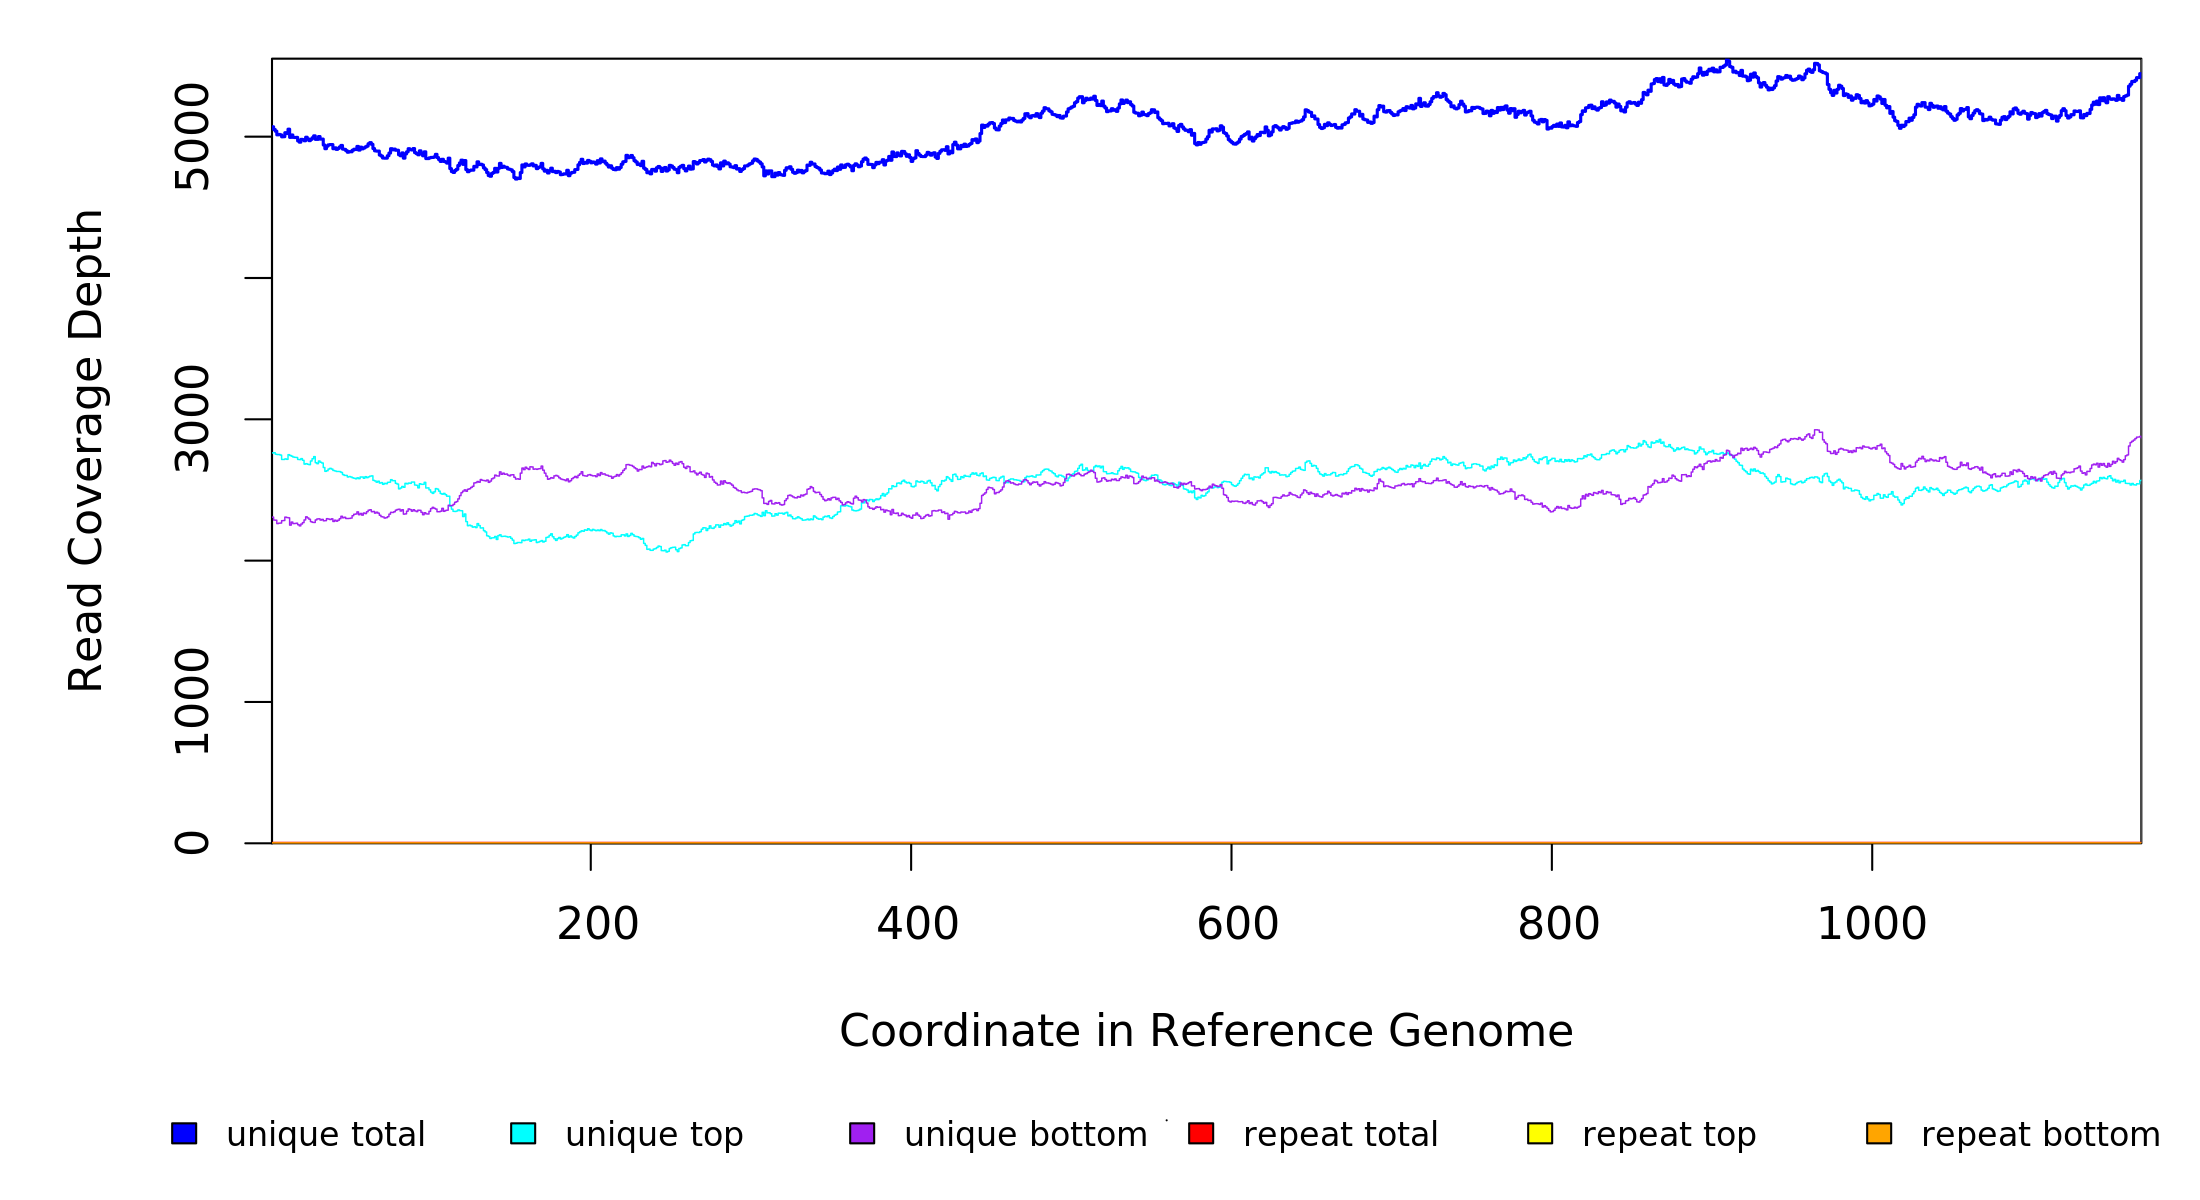 Read Coverage Depth
5000
3000
1000
0
200 400 600 800 1000
Coordinate in Reference Genome
unique total unique top unique bottom repeat total repeat top repeat bottom